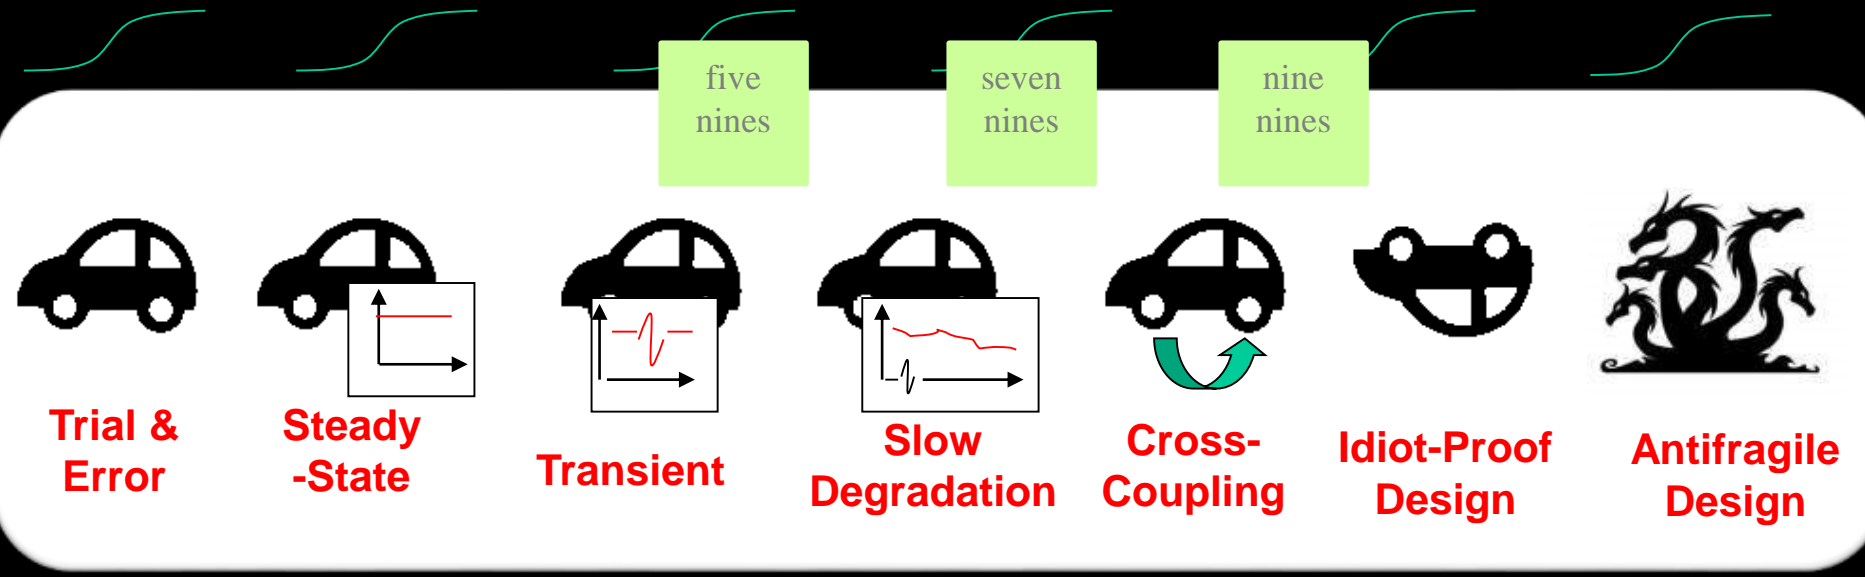 five
nines
seven
nines
nine
nines
Trial &
Error
Steady
-State
Transient
Slow
Degradation
Cross-
Coupling
Idiot-Proof
Design
Antifragile
Design